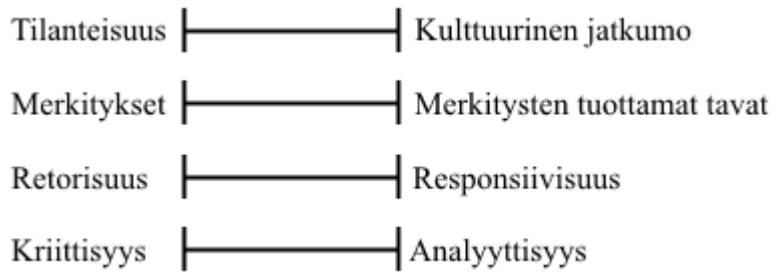 Tilanteisuus Kulttuurinen jatkumo
Merkitykset Merkitysten tuottamat tavat
Retorisuus Responsiivisuus
Kriittisyys Analyyttisyys